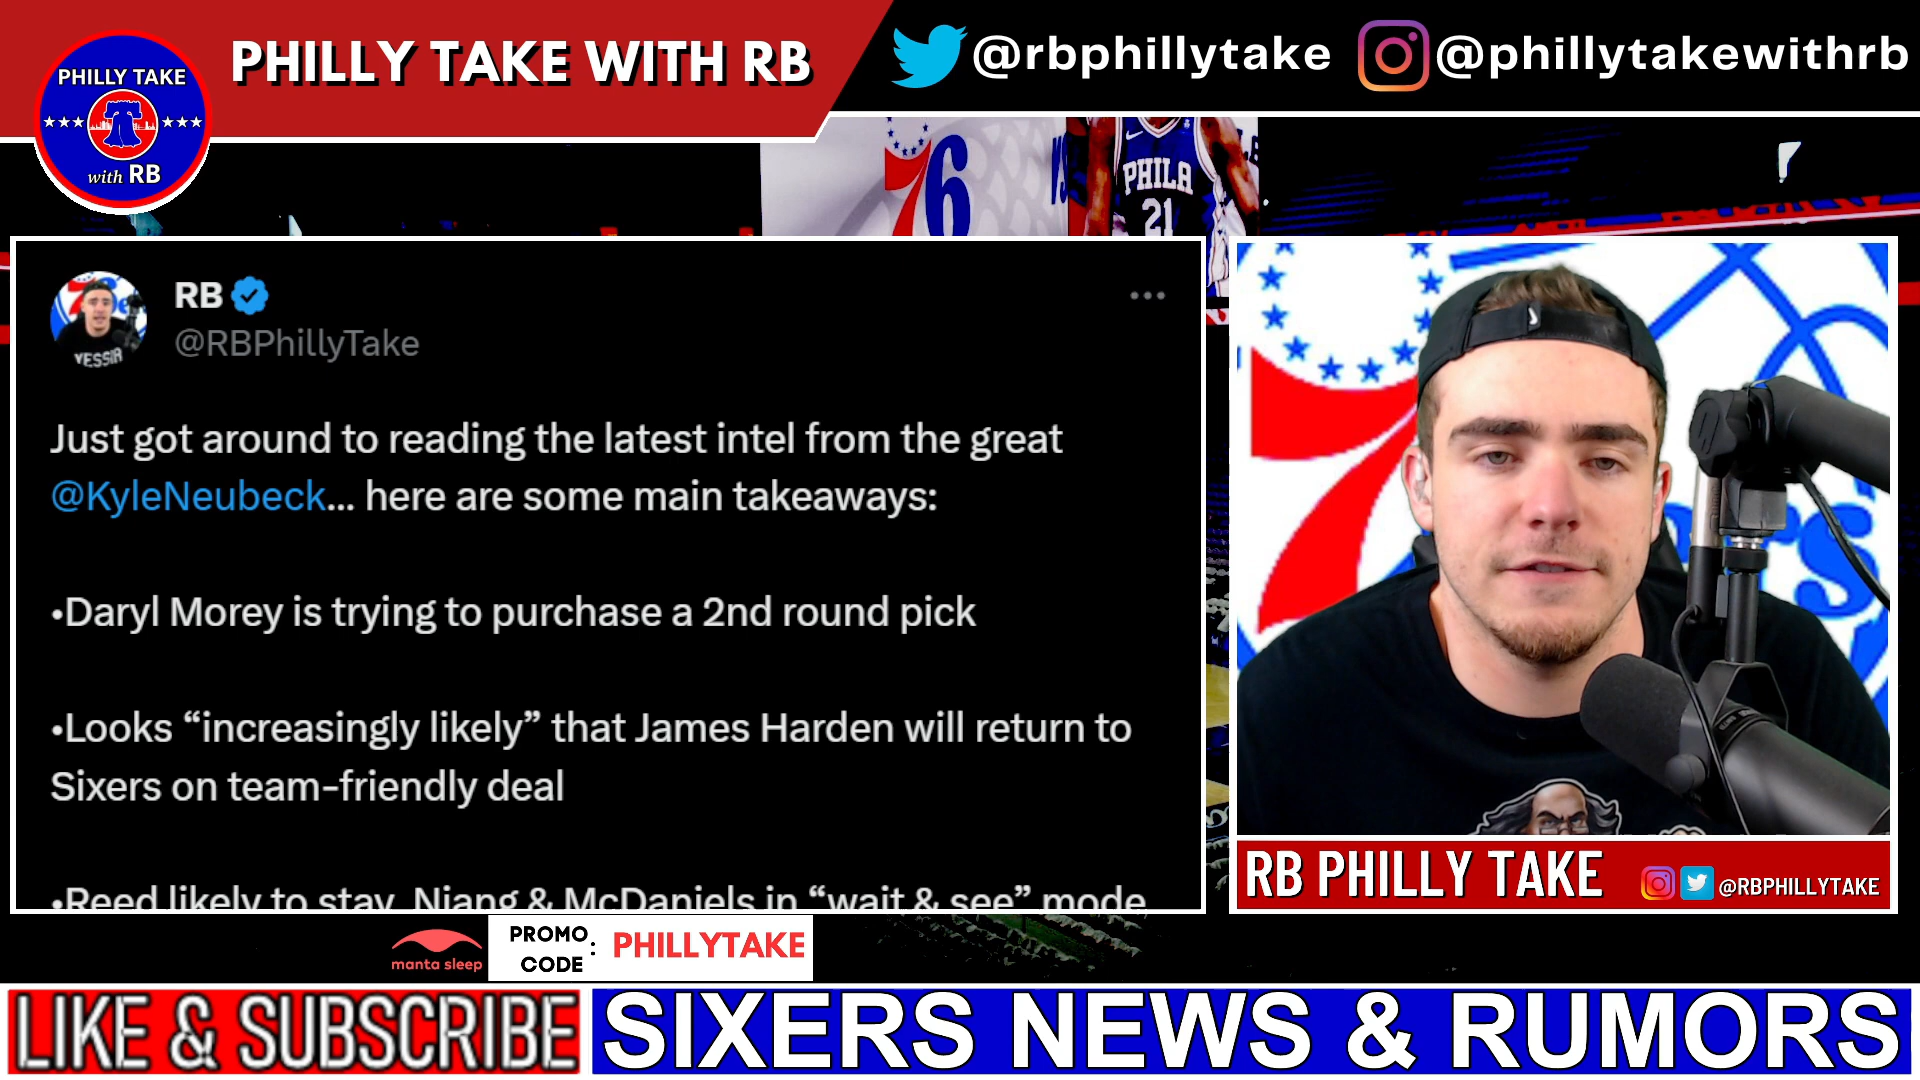 PHILLY TAKE WITH RB
@rbphillytake
@phillytakewithrb
PHILLY TAKE
with RB
76
PHILA
21
RB
@RBPhillyTake
YESSIR
Just got around to reading the latest intel from the great
@KyleNeubeck... here are some main takeaways:
•Daryl Morey is trying to purchase a 2nd round pick
•Looks “increasingly likely” that James Harden will return to
Sixers on team-friendly deal
•Reed likely to stay, Niang & McDaniels in “wait & see” mode
RB PHILLY TAKE
@RBPHILLYTAKE
manta sleep
PROMO
CODE
: PHILLYTAKE
LIKE & SUBSCRIBE
SIXERS NEWS & RUMORS